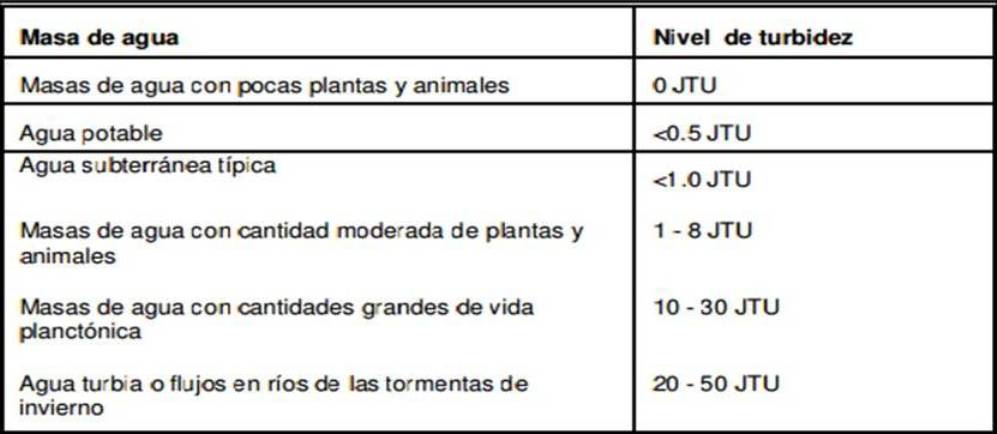 Masa de agua
Nivel de turbidez
Masas de agua con pocas plantas y animales
0 JTU
Agua potable
<0.5 JTU
Agua subterránea típica
<1.0 JTU
Masas de agua con cantidad moderada de plantas y
animales
1 - 8 JTU
Masas de agua con cantidades grandes de vida
planctónica
10 - 30 JTU
Agua turbia o flujos en ríos de las tormentas de
invierno
20 - 50 JTU